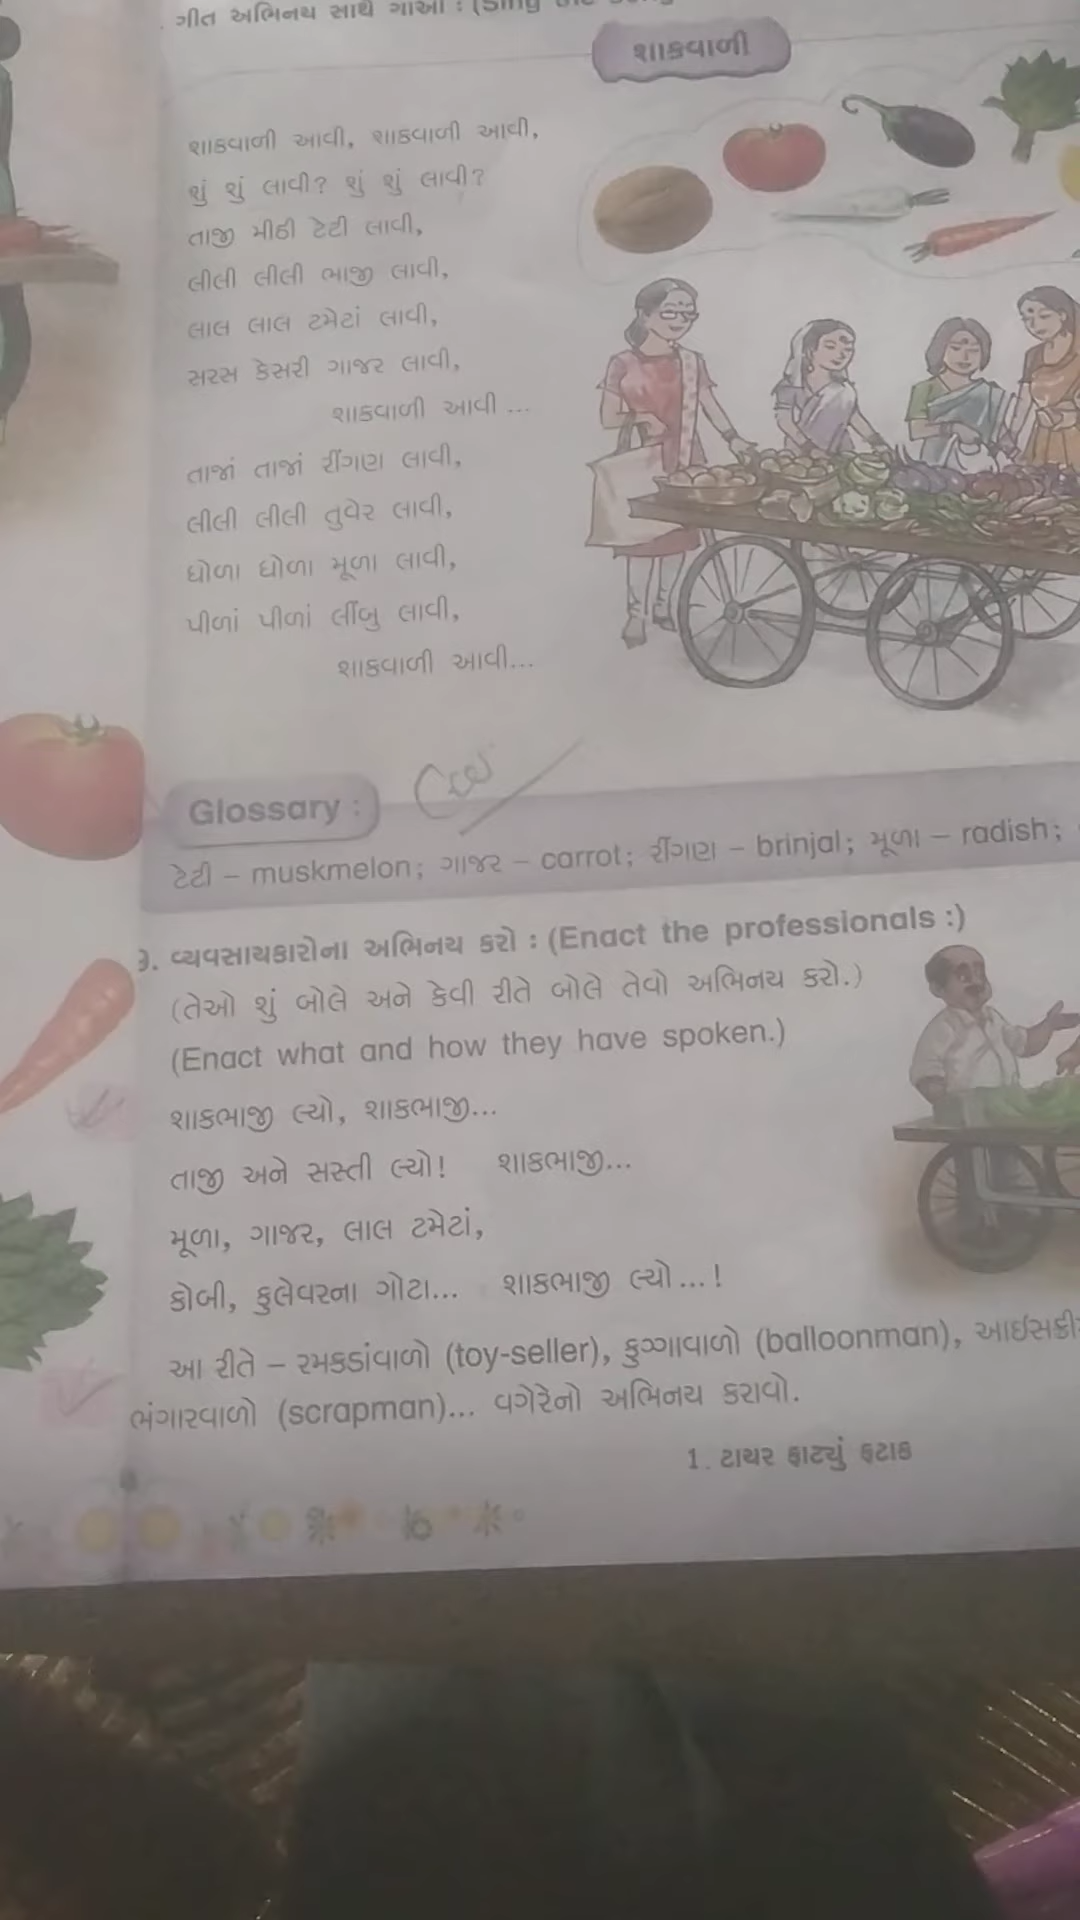 ગીત અભિનય સાથે ગાઓ : (Sing
શાકવાળી
શાકવાળી આવી, શાકવાળી આવી,
શું શું લાવી? શું શું લાવી?
તાજી મીઠી ટેટી લાવી,
લીલી લીલી ભાજી લાવી,
લાલ લાલ ટમેટાં લાવી,
સરસ કેસરી ગાજર લાવી,
શાકવાળી આવી ...
તાજાં તાજાં રીંગણ લાવી,
લીલી લીલી તુવેર લાવી,
ધોળા ધોળા મૂળા લાવી,
પીળાં પીળાં લીંબુ લાવી,
શાકવાળી આવી...
Glossary :
ટેટી – muskmelon; ગાજર – carrot; રીંગણ – brinjal; મૂળા – radish;
૩. વ્યવસાયકારોના અભિનય કરો : (Enact the professionals :)
(તેઓ શું બોલે અને કેવી રીતે બોલે તેવો અભિનય કરો.)
(Enact what and how they have spoken.)
શાકભાજી લ્યો, શાકભાજી...
તાજી અને સસ્તી લ્યો! શાકભાજી...
મૂળા, ગાજર, લાલ ટમેટાં,
કોબી, ફુલેવરના ગોટા... શાકભાજી લ્યો...!
આ રીતે – રમકડાંવાળો (toy-seller), ફુગ્ગાવાળો (balloonman),
ભંગારવાળો (scrapman)... વગેરેનો અભિનય કરાવો.
1. ટાયર ફાટ્યું ફટાક